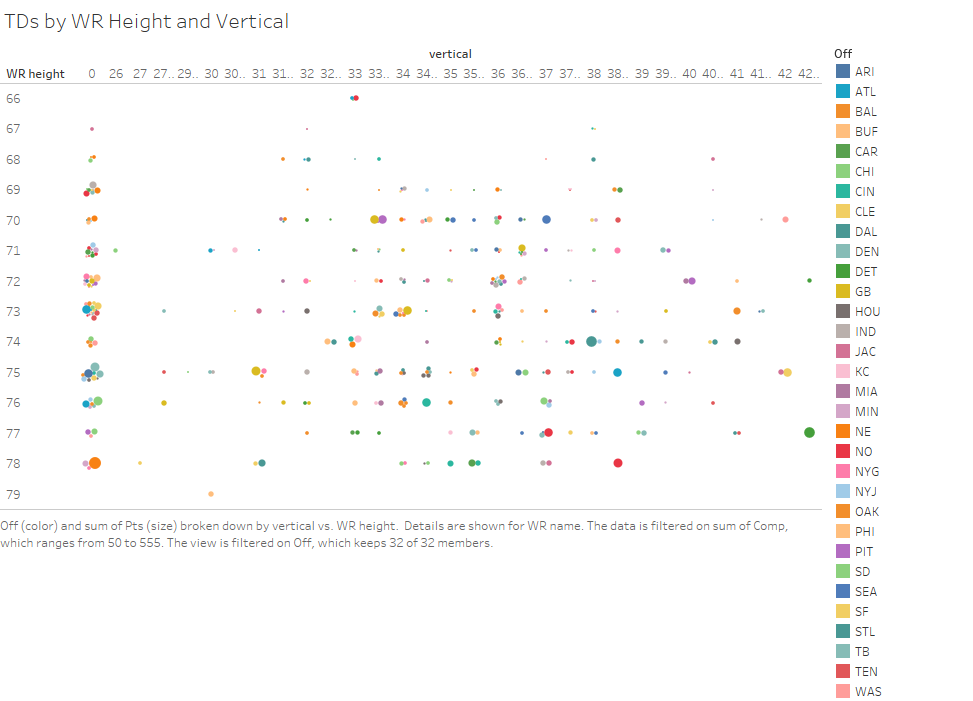 TDs by WR Height and Vertical
vertical
WR height 0 26 27 27.. 29.. 30 30.. 31 31.. 32 32.. 33 33.. 34 34.. 35 35.. 36 36.. 37 37.. 38 38.. 39 39.. 40 40.. 41 41.. 42 42..
66
67
68
69
70
71
72
73
74
75
76
77
78
79
Off (color) and sum of Pts (size) broken down by vertical vs. WR height. Details are shown for WR name. The data is filtered on sum of Comp,
which ranges from 50 to 555. The view is filtered on Off, which keeps 32 of 32 members.
Off
ARI
ATL
BAL
BUF
CAR
CHI
CIN
CLE
DAL
DEN
DET
GB
HOU
IND
JAC
KC
MIA
MIN
NE
NO
NYG
NYJ
OAK
PHI
PIT
SD
SEA
SF
STL
TB
TEN
WAS